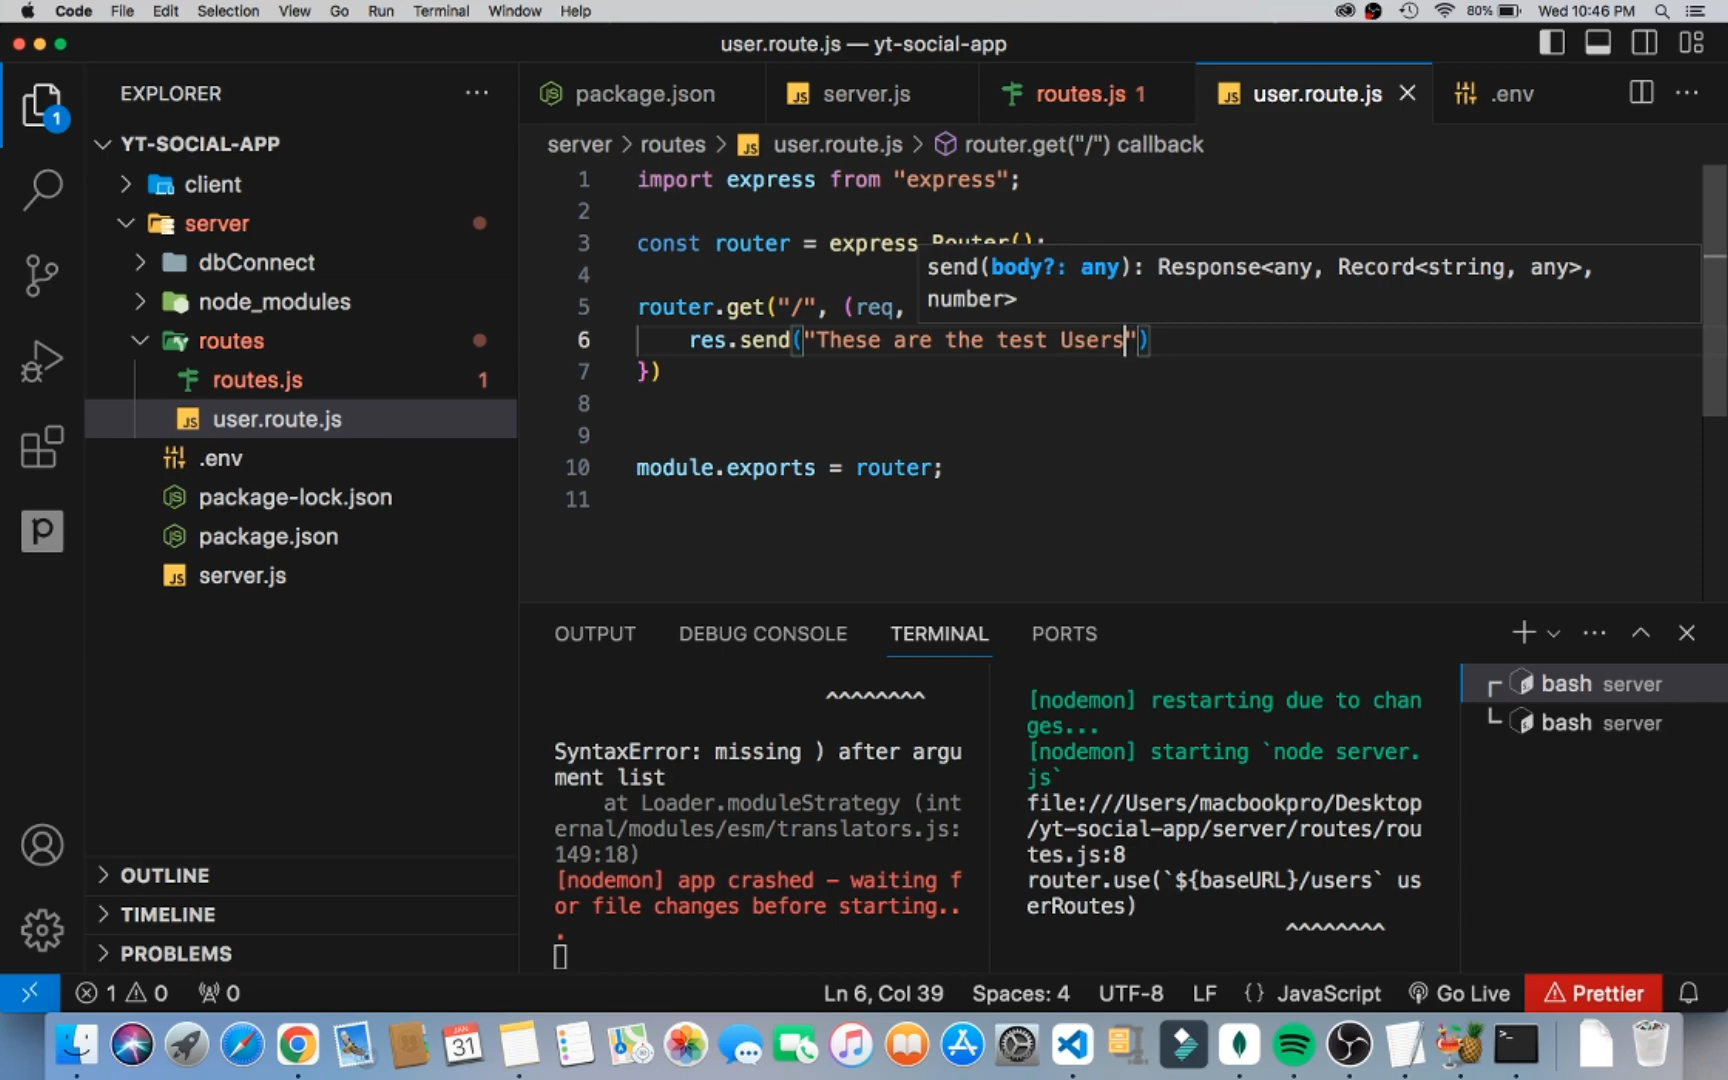 Code File Edit Selection View Go Run Terminal Window Help 80% Wed 10:46 PM
user.route.js — yt-social-app
EXPLORER
package.json server.js routes.js 1 user.route.js .env
server > routes > JS user.route.js > router.get("/") callback
YT-SOCIAL-APP
client
server
dbConnect
node_modules
routes
routes.js 1
user.route.js
.env
package-lock.json
package.json
server.js
OUTLINE
TIMELINE
PROBLEMS
1 import express from "express";
2
3 const router = express.Router();
send(body?: any): Response<any, Record<string, any>,
number>
4
5 router.get("/", (req,
6 res.send("These are the test Users")
7 })
8
9
10 module.exports = router;
11
OUTPUT DEBUG CONSOLE TERMINAL PORTS
^^^^^^^^
SyntaxError: missing ) after argu
ment list
at Loader.moduleStrategy (int
ernal/modules/esm/translators.js:
149:18)
[nodemon] app crashed – waiting f
or file changes before starting..
.
[nodemon] restarting due to chan
ges...
[nodemon] starting `node server.
js`
file:///Users/macbookpro/Desktop
/yt-social-app/server/routes/rou
tes.js:8
router.use(`${baseURL}/users` us
erRoutes)
^^^^^^^^
bash server
bash server
1 0 0 Ln 6, Col 39 Spaces: 4 UTF-8 LF {} JavaScript Go Live Prettier
JAN
31